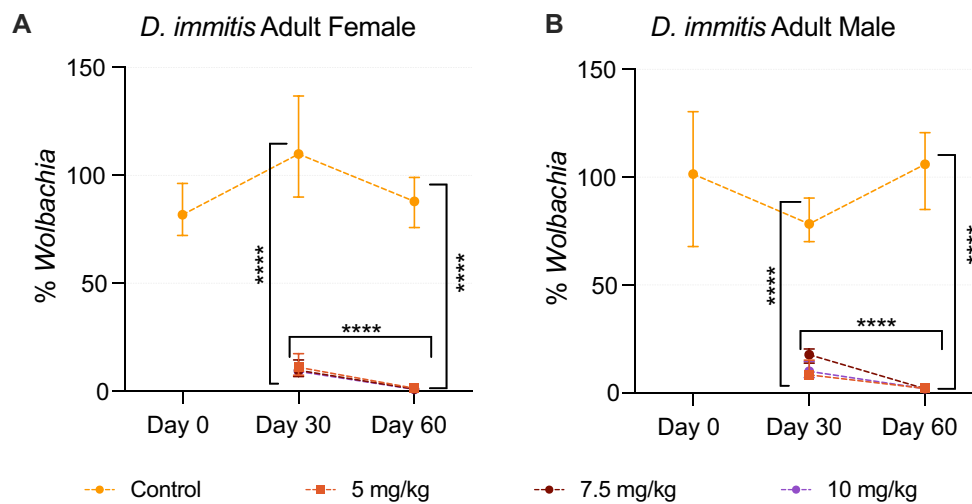 A
D. immitis Adult Female
150
100
50
0
% Wolbachia
****
****
****
Day 0
Day 30
Day 60
B
D. immitis Adult Male
150
100
50
0
% Wolbachia
****
****
****
Day 0
Day 30
Day 60
Control
5 mg/kg
7.5 mg/kg
10 mg/kg